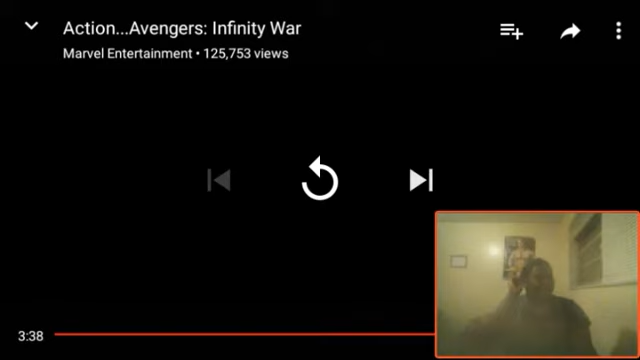 Action...Avengers: Infinity War
Marvel Entertainment • 125,753 views
3:38